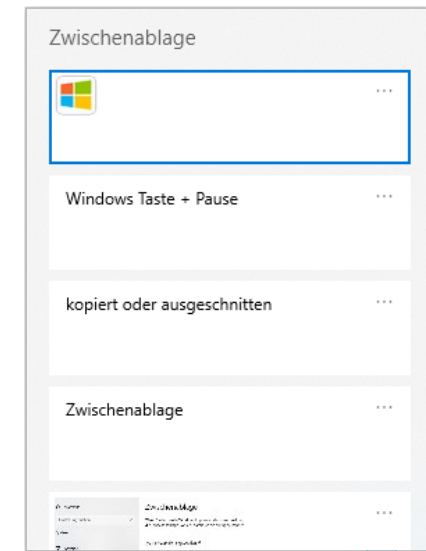 Zwischenablage
Windows Taste + Pause
kopiert oder ausgeschnitten
Zwischenablage
Zwischenablage